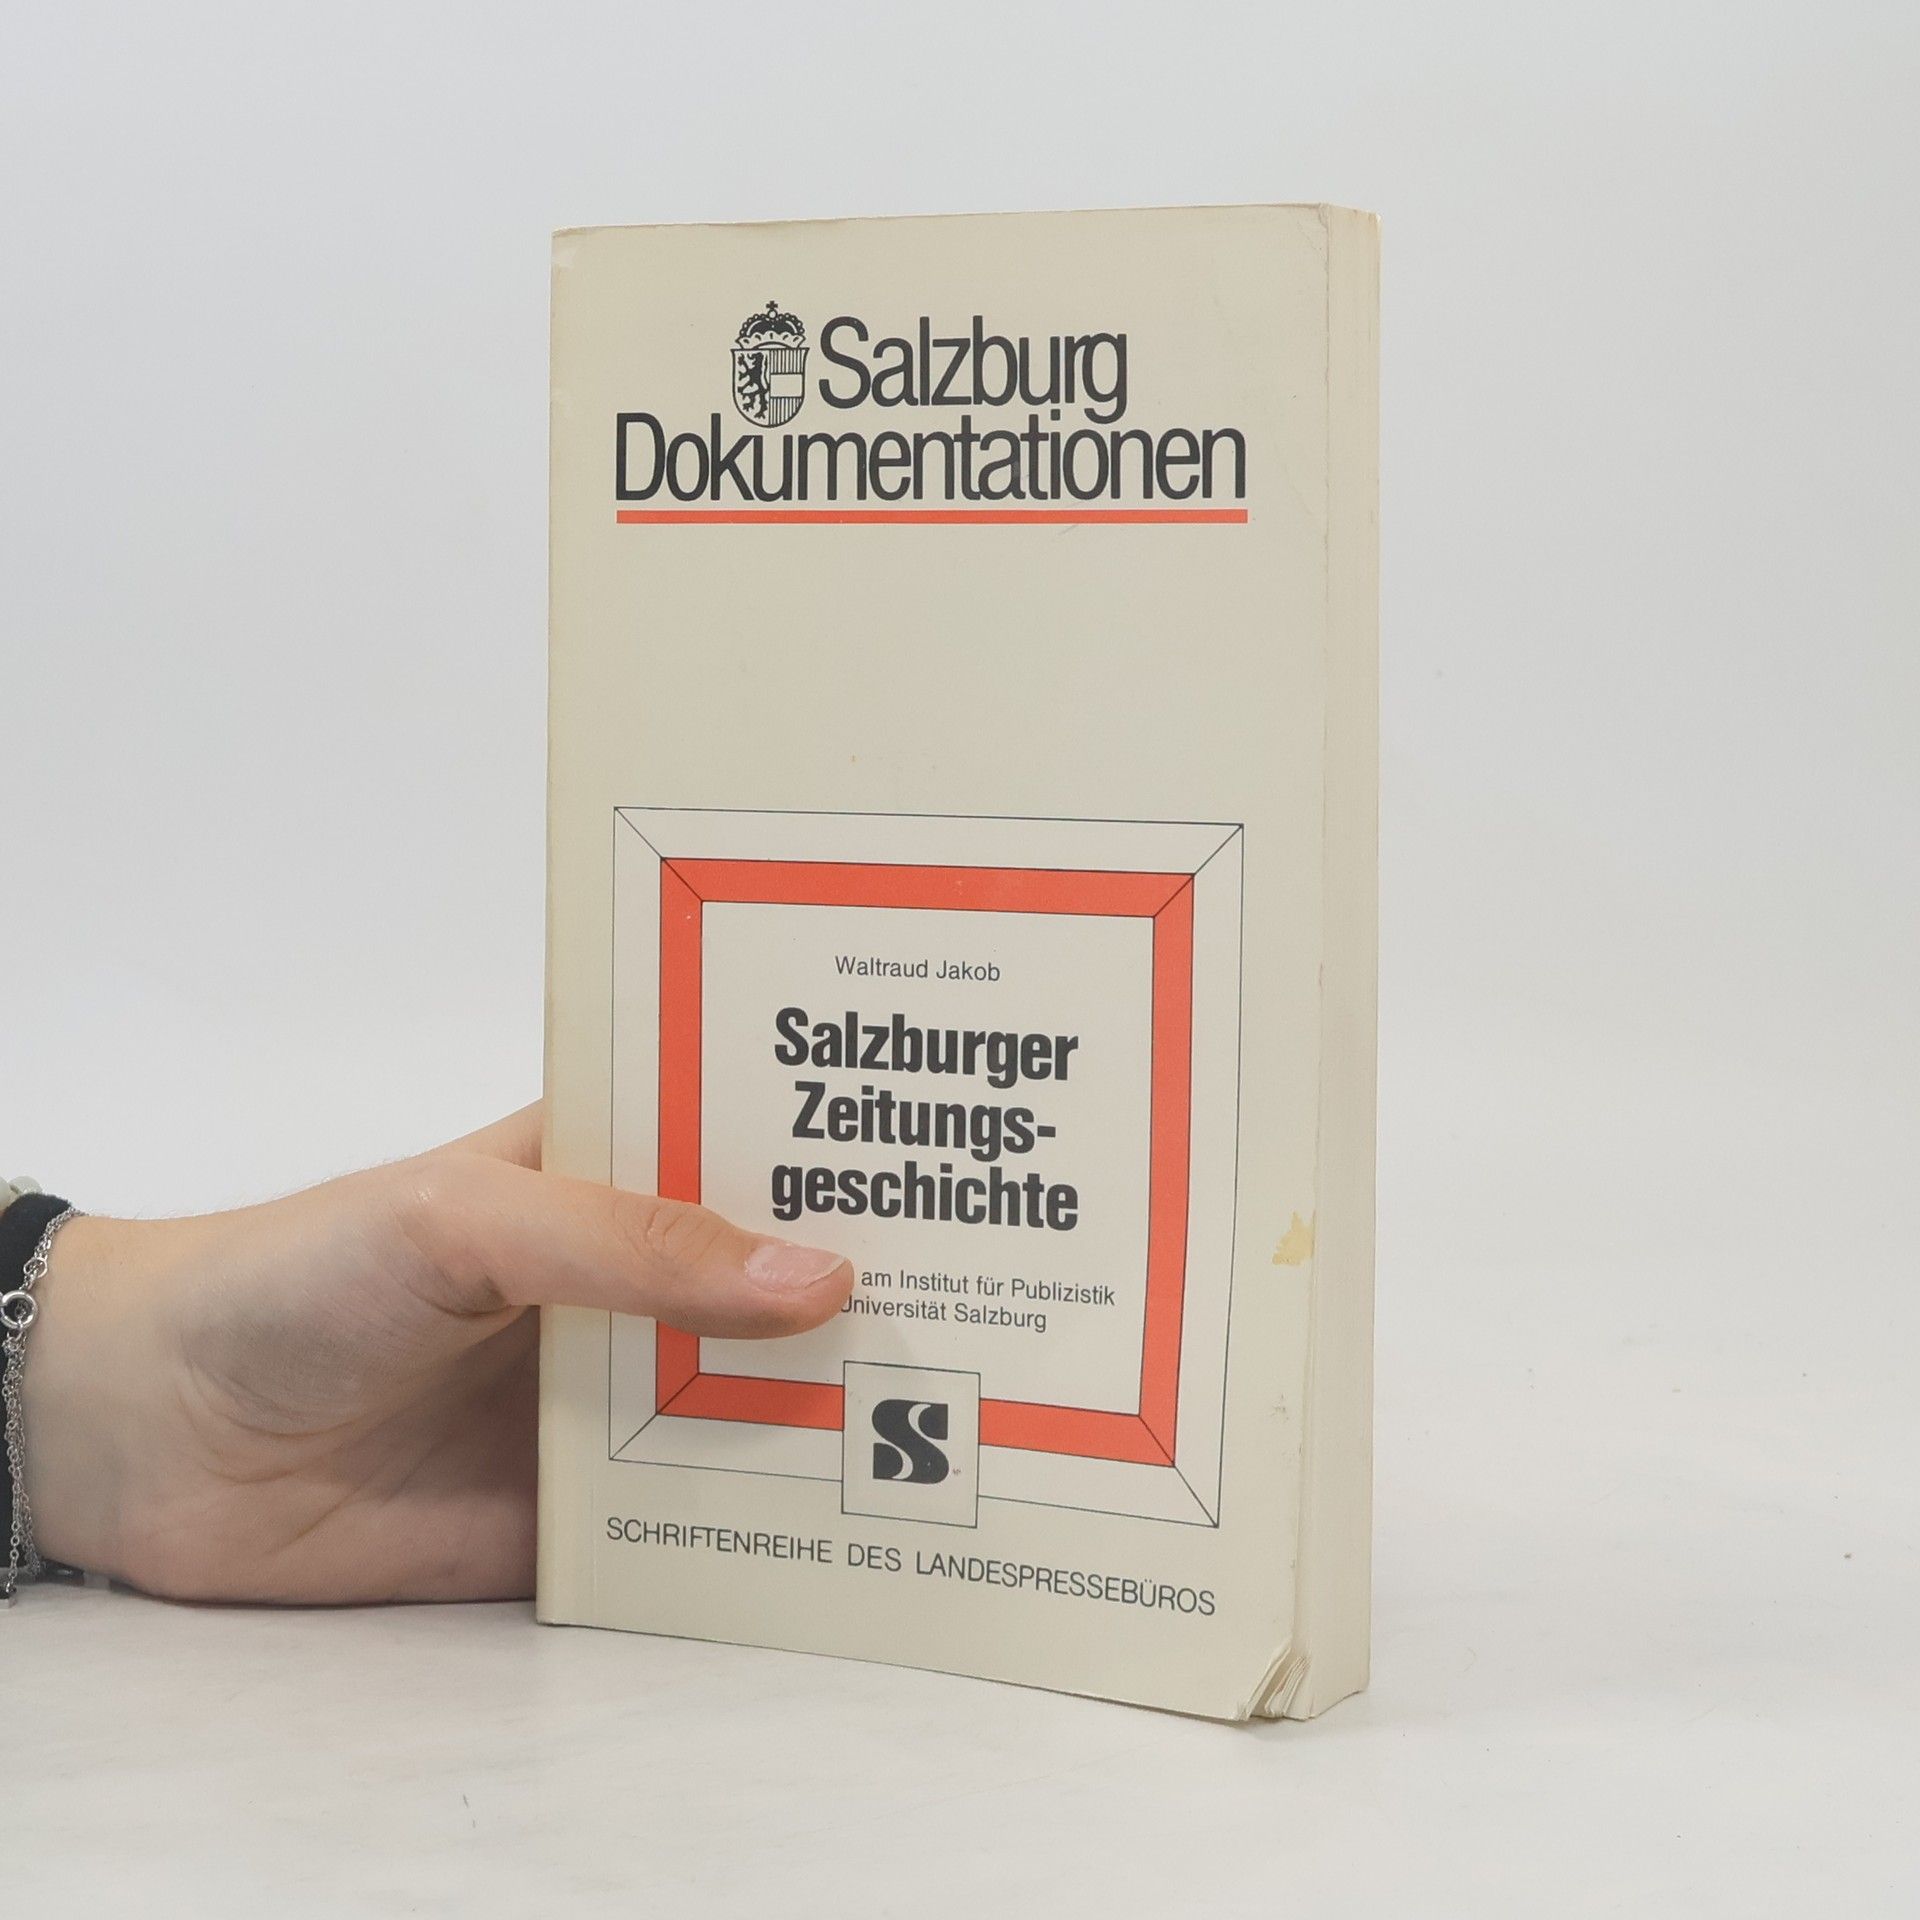 Salzburg
Dokumentationen
Waltraud Jakob
Salzburger
Zeitungs-
geschichte
am Institut für Publizistik
Universität Salzburg
S
SCHRIFTENREIHE DES LANDESPRESSEBÜROS